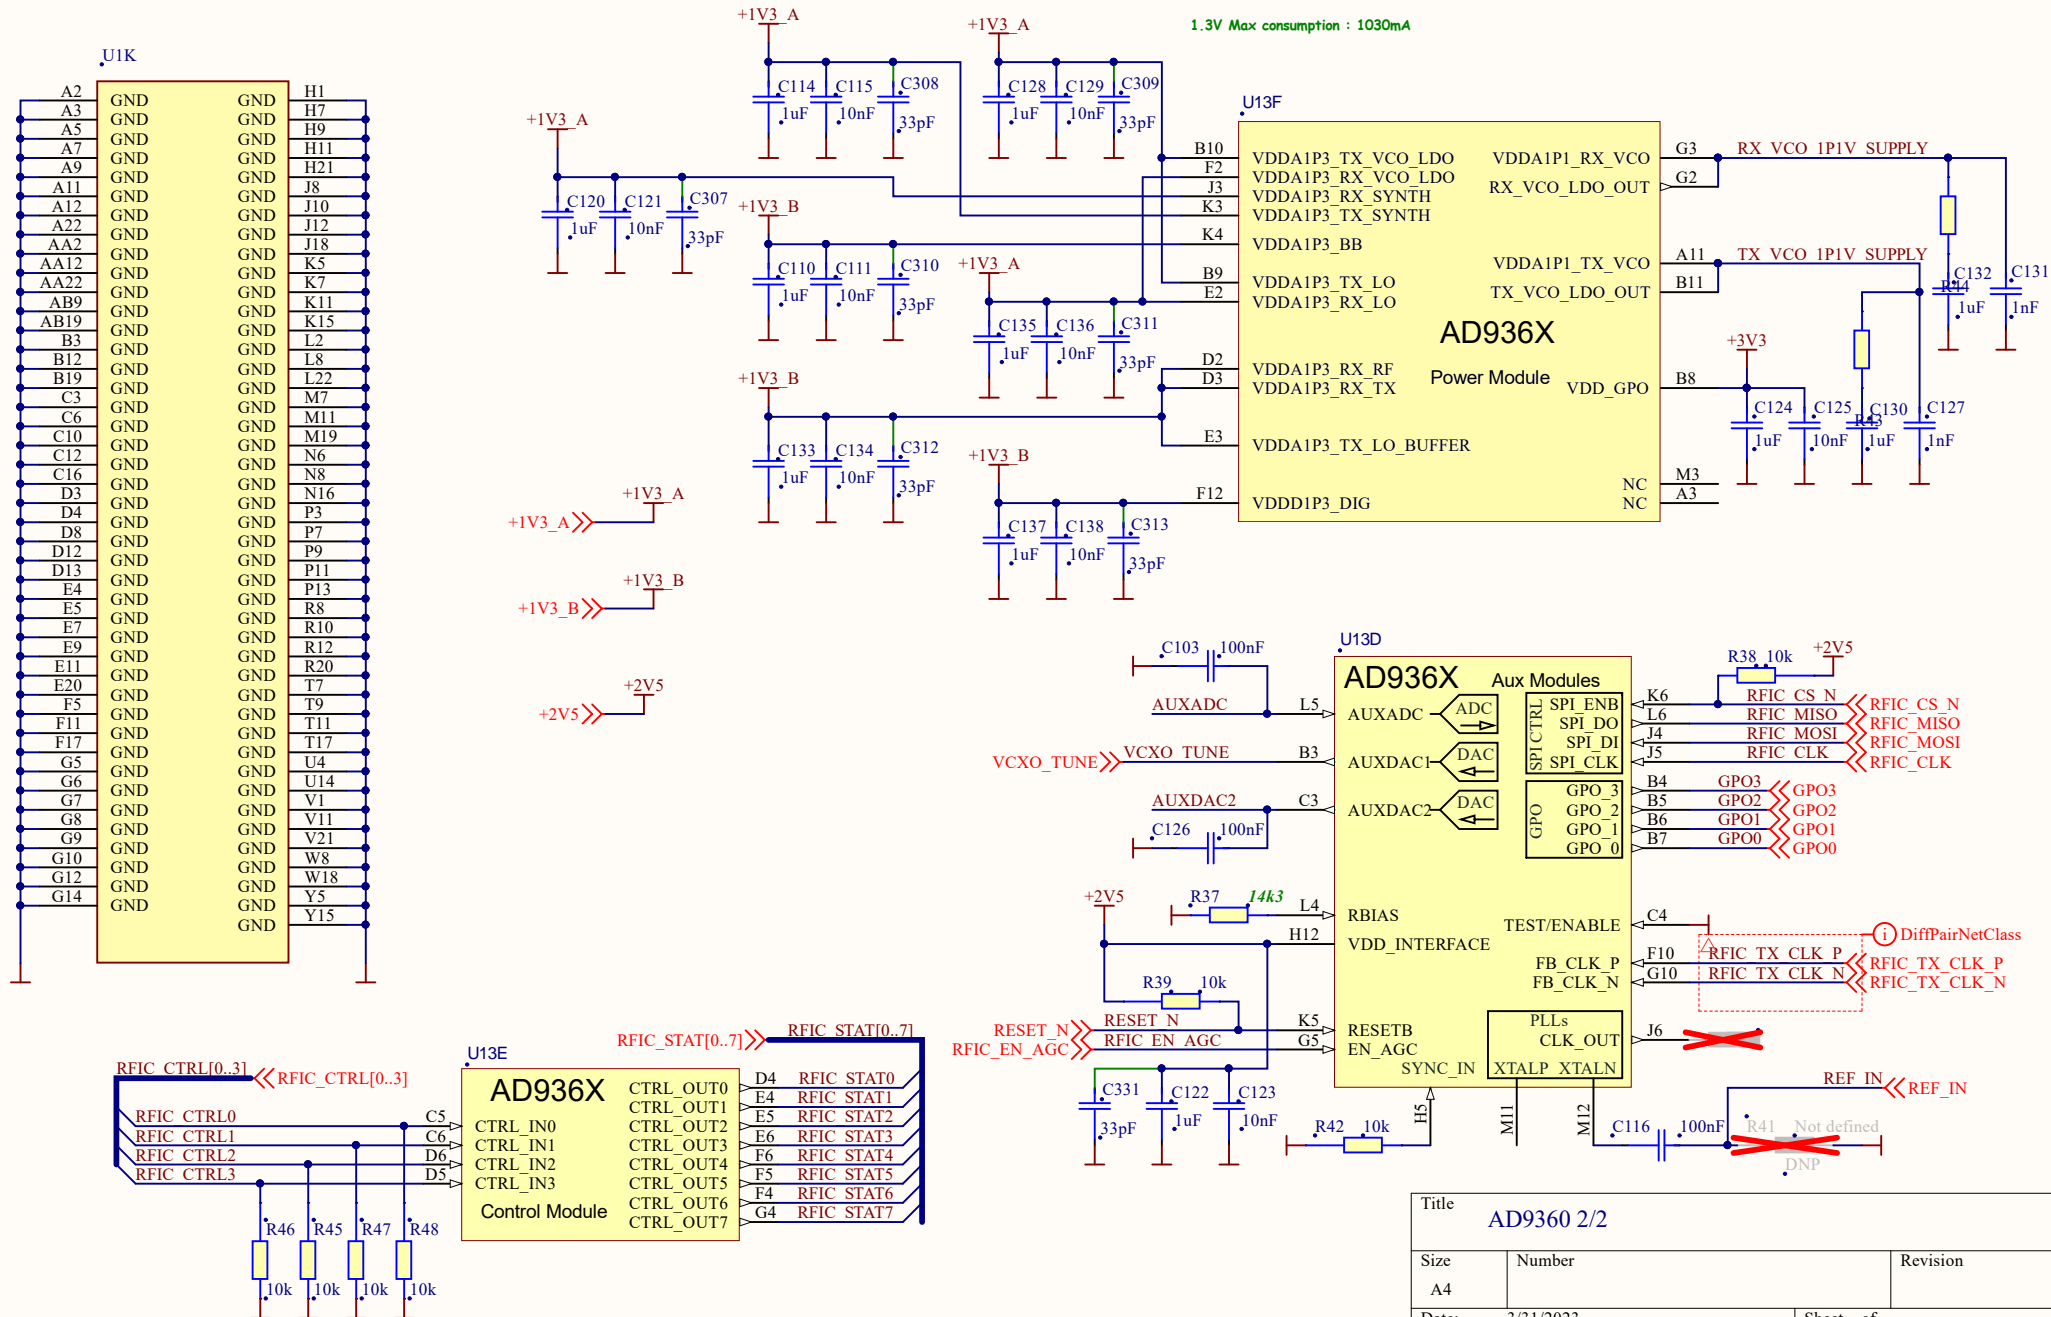 1.3V Max consumption : 1030mA
U1K
A2 GND GND H1
A3 GND GND H7
A5 GND GND H9
A7 GND GND H11
A9 GND GND H21
A11 GND GND J8
A12 GND GND J10
A22 GND GND J12
AA2 GND GND J18
AA12 GND GND K5
AA22 GND GND K7
AB9 GND GND K11
AB19 GND GND K15
B3 GND GND L2
B12 GND GND L8
B19 GND GND L22
C3 GND GND M7
C6 GND GND M11
C10 GND GND M19
C12 GND GND N6
C16 GND GND N8
D3 GND GND N16
D4 GND GND P3
D8 GND GND P7
D12 GND GND P9
D13 GND GND P11
E4 GND GND P13
E5 GND GND R8
E7 GND GND R10
E9 GND GND R12
E11 GND GND R20
E20 GND GND T7
F5 GND GND T9
F11 GND GND T11
F17 GND GND T17
G5 GND GND U4
G6 GND GND U14
G7 GND GND V1
G8 GND GND V11
G9 GND GND V21
G10 GND GND W8
G12 GND GND W18
G14 GND GND Y5
GND Y15
+1V3_A
C114 C115 C308
1uF 10nF 33pF
+1V3_A
C128 C129 C309
1uF 10nF 33pF
+1V3_A
C120 C121 C307
1uF 10nF 33pF
+1V3_B
C110 C111 C310
1uF 10nF 33pF
+1V3_A
C135 C136 C311
1uF 10nF 33pF
+1V3_B
C133 C134 C312
1uF 10nF 33pF
+1V3_B
C137 C138 C313
1uF 10nF 33pF
+1V3_A +1V3_A
+1V3_B +1V3_B
+2V5 +2V5
U13F
B10 VDDA1P3_TX_VCO_LDO
F2 VDDA1P3_RX_VCO_LDO
J3 VDDA1P3_RX_SYNTH
K3 VDDA1P3_TX_SYNTH
K4 VDDA1P3_BB
B9 VDDA1P3_TX_LO
E2 VDDA1P3_RX_LO
D2 VDDA1P3_RX_RF
D3 VDDA1P3_RX_TX
E3 VDDA1P3_TX_LO_BUFFER
F12 VDDD1P3_DIG
AD936X
Power Module
VDDA1P1_RX_VCO G3 RX_VCO_1P1V_SUPPLY
RX_VCO_LDO_OUT G2
VDDA1P1_TX_VCO A11 TX_VCO_1P1V_SUPPLY
TX_VCO_LDO_OUT B11
VDD_GPO B8
NC M3
NC A3
R44 C132 C131
1uF 1nF
+3V3
C124 C125 R43 C130 C127
1uF 10nF 1uF 1nF
U13D
AD936X Aux Modules
C103 100nF
AUXADC L5 AUXADC ADC
VCXO_TUNE VCXO_TUNE B3 AUXDAC1 DAC
AUXDAC2 C3 AUXDAC2 DAC
C126 100nF
R37 14k3 L4 RBIAS
+2V5 H12 VDD_INTERFACE
R39 10k
RESET_N RESET_N K5 RESETB
RFIC_EN_AGC RFIC_EN_AGC G5 EN_AGC
C331 C122 C123
33pF 1uF 10nF
SYNC_IN H5
R42 10k
SPI CTRL
SPI_ENB K6 RFIC_CS_N RFIC_CS_N
SPI_DO L6 RFIC_MISO RFIC_MISO
SPI_DI J4 RFIC_MOSI RFIC_MOSI
SPI_CLK J5 RFIC_CLK RFIC_CLK
R38 10k +2V5
GPO
GPO_3 B4 GPO3 GPO3
GPO_2 B5 GPO2 GPO2
GPO_1 B6 GPO1 GPO1
GPO_0 B7 GPO0 GPO0
TEST/ENABLE C4
i DiffPairNetClass
FB_CLK_P F10 RFIC_TX_CLK_P RFIC_TX_CLK_P
FB_CLK_N G10 RFIC_TX_CLK_N RFIC_TX_CLK_N
PLLs
CLK_OUT J6
XTALP XTALN
M11 M12
REF_IN REF_IN
C116 100nF R41 Not defined
DNP
RFIC_STAT[0..7] RFIC_STAT[0..7]
RFIC_CTRL[0..3] RFIC_CTRL[0..3]
U13E
AD936X
Control Module
RFIC_CTRL0 C5 CTRL_IN0
RFIC_CTRL1 C6 CTRL_IN1
RFIC_CTRL2 D6 CTRL_IN2
RFIC_CTRL3 D5 CTRL_IN3
CTRL_OUT0 D4 RFIC_STAT0
CTRL_OUT1 E4 RFIC_STAT1
CTRL_OUT2 E5 RFIC_STAT2
CTRL_OUT3 E6 RFIC_STAT3
CTRL_OUT4 F6 RFIC_STAT4
CTRL_OUT5 F5 RFIC_STAT5
CTRL_OUT6 F4 RFIC_STAT6
CTRL_OUT7 G4 RFIC_STAT7
R46 R45 R47 R48
10k 10k 10k 10k
Title
AD9360 2/2
Size Number Revision
A4
Date: 3/31/2023 Sheet of